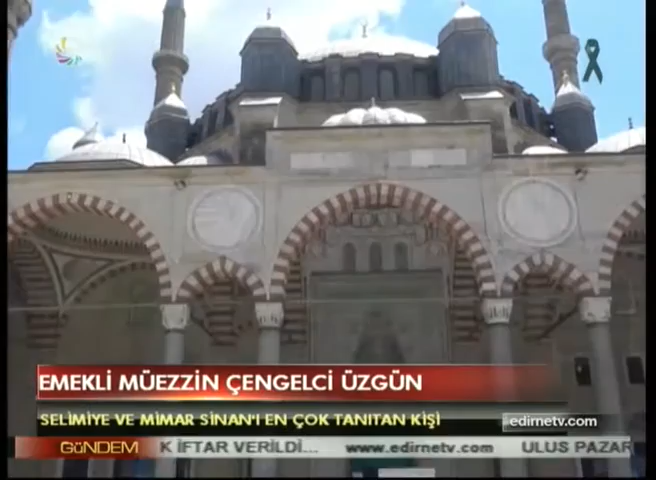 EMEKLİ MÜEZZİN ÇENGELCİ ÜZGÜN
SELİMİYE VE MİMAR SİNAN'I EN ÇOK TANITAN KİŞİ
edirnetv.com
GÜNDEM K İFTAR VERİLDİ... www.edirnetv.com ULUS PAZAR